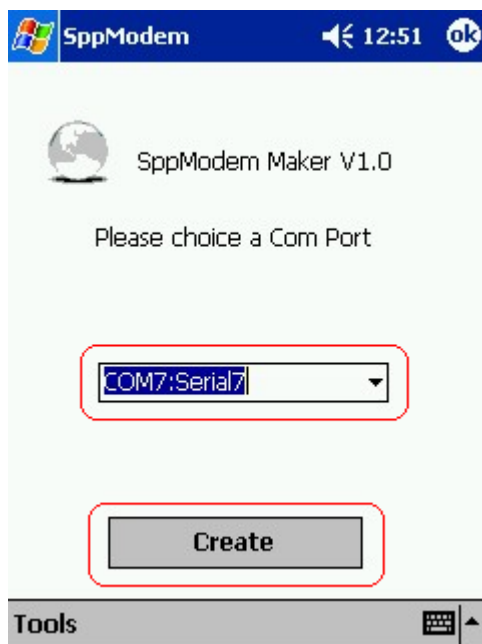 SppModem 12:51 ok
SppModem Maker V1.0
Please choice a Com Port
COM7:Serial7
Create
Tools